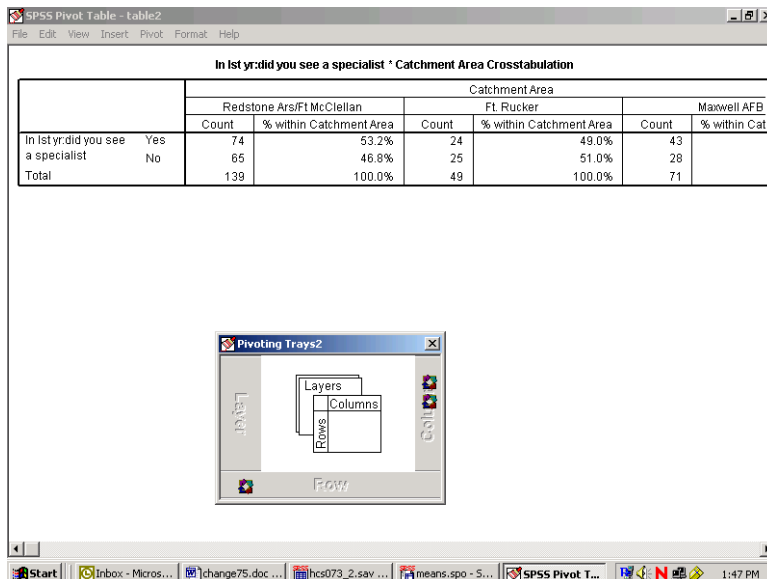 SPSS Pivot Table - table2
File Edit View Insert Pivot Format Help
In lst yr:did you see a specialist * Catchment Area Crosstabulation
Catchment Area
Redstone Ars/Ft McClellan Ft. Rucker Maxwell AFB
Count % within Catchment Area Count % within Catchment Area Count % within Cat
In lst yr:did you see Yes 74 53.2% 24 49.0% 43
a specialist No 65 46.8% 25 51.0% 28
Total 139 100.0% 49 100.0% 71
Pivoting Trays2
Layer
Layers
Columns
Rows
Column
Row
Start Inbox - Micros... change75.doc ... hcs073_2.sav ... means.spo - S... SPSS Pivot T... N 1:47 PM